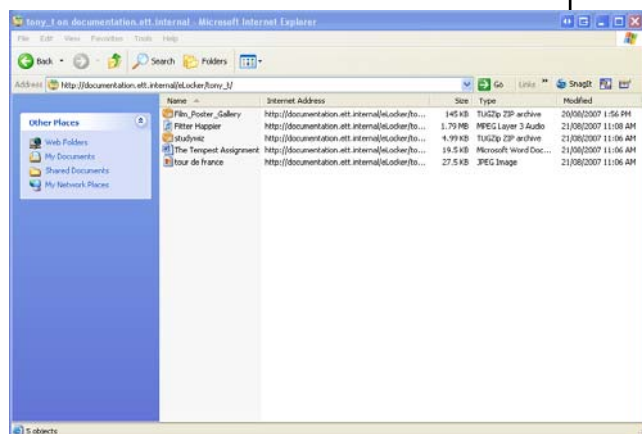 tony_t on documentation.ett.internal - Microsoft Internet Explorer
File Edit View Favorites Tools Help
Back Search Folders
Address http://documentation.ett.internal/eLocker/tony_t/ Go Links » SnagIt
Name Internet Address Size Type Modified
Other Places
Web Folders
My Documents
Shared Documents
My Network Places
Film_Poster_Gallery http://documentation.ett.internal/eLocker/to... 145 KB TUGZip ZIP archive 20/08/2007 1:56 PM
Fitter Happier http://documentation.ett.internal/eLocker/to... 1.79 MB MPEG Layer 3 Audio 21/08/2007 11:08 AM
studywiz http://documentation.ett.internal/eLocker/to... 4.99 KB TUGZip ZIP archive 21/08/2007 11:06 AM
The Tempest Assignment http://documentation.ett.internal/eLocker/to... 19.5 KB Microsoft Word Doc... 21/08/2007 11:06 AM
tour de france http://documentation.ett.internal/eLocker/to... 27.5 KB JPEG Image 21/08/2007 11:06 AM
5 objects